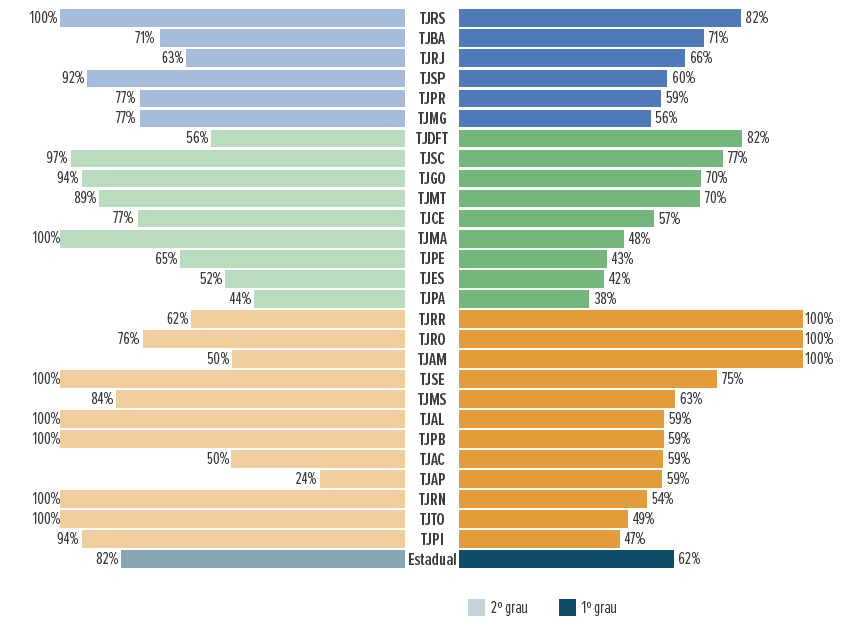 100% TJRS 82%
71% TJBA 71%
63% TJRJ 66%
92% TJSP 60%
77% TJPR 59%
77% TJMG 56%
56% TJDFT 82%
97% TJSC 77%
94% TJGO 70%
89% TJMT 70%
77% TJCE 57%
100% TJMA 48%
65% TJPE 43%
52% TJES 42%
44% TJPA 38%
62% TJRR 100%
76% TJRO 100%
50% TJAM 100%
100% TJSE 75%
84% TJMS 63%
100% TJAL 59%
100% TJPB 59%
50% TJAC 59%
24% TJAP 59%
100% TJRN 54%
100% TJTO 49%
94% TJPI 47%
82% Estadual 62%
2º grau 1º grau